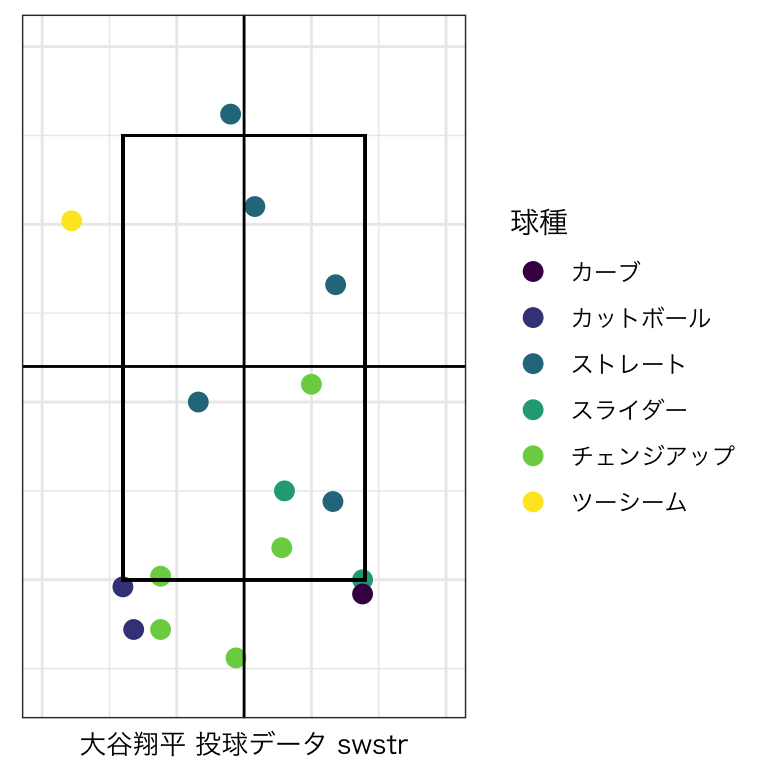 球種
カーブ
カットボール
ストレート
スライダー
チェンジアップ
ツーシーム
大谷翔平 投球データ swstr